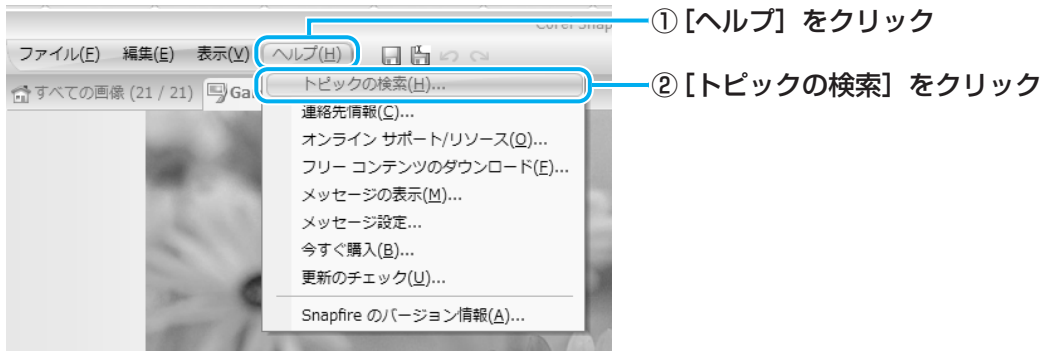 Corel Snap
①[ヘルプ]をクリック
ファイル(F) 編集(E) 表示(V) ヘルプ(H)
すべての画像 (21 / 21) Ga
トピックの検索(H)...
②[トピックの検索]をクリック
連絡先情報(C)...
オンライン サポート/リソース(O)...
フリー コンテンツのダウンロード(F)...
メッセージの表示(M)...
メッセージ設定...
今すぐ購入(B)...
更新のチェック(U)...
Snapfire のバージョン情報(A)...